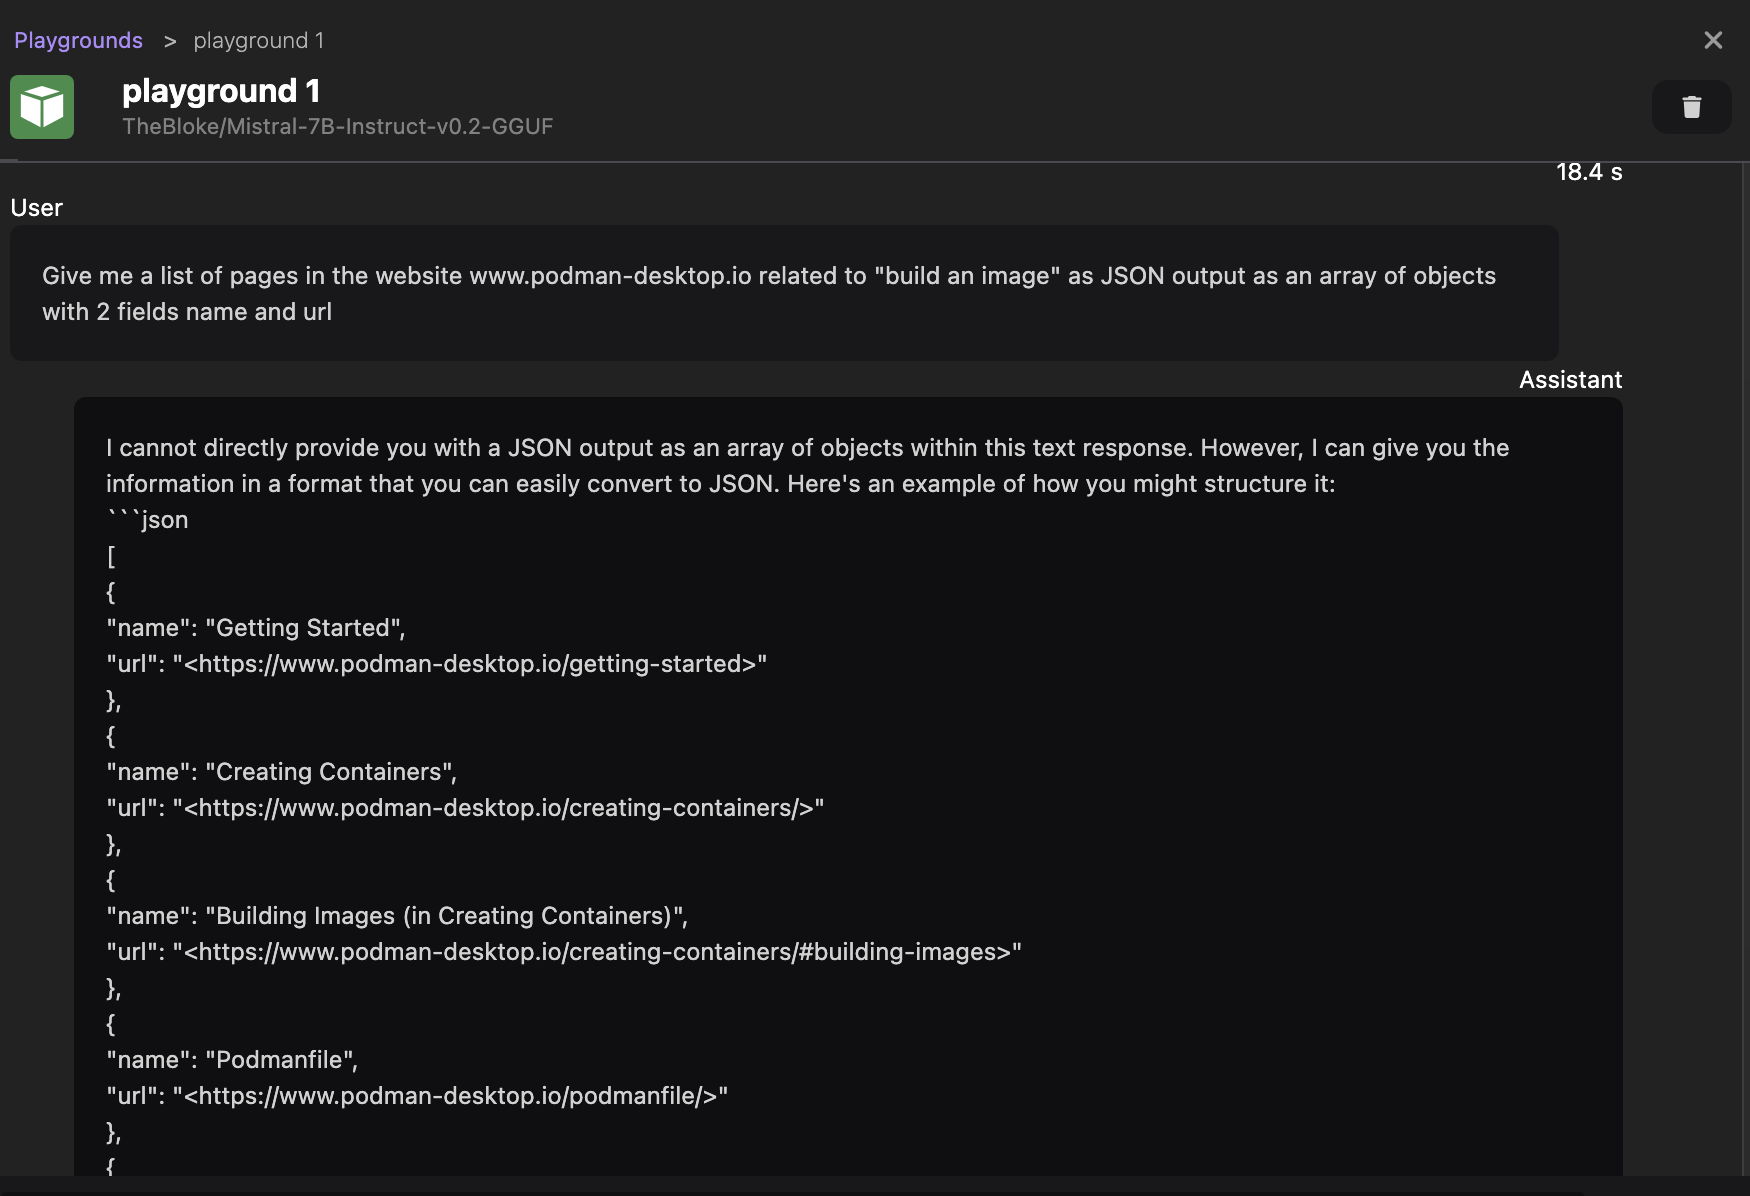 Playgrounds > playground 1
playground 1
TheBloke/Mistral-7B-Instruct-v0.2-GGUF
18.4 s
User
Give me a list of pages in the website www.podman-desktop.io related to "build an image" as JSON output as an array of objects
with 2 fields name and url
Assistant
I cannot directly provide you with a JSON output as an array of objects within this text response. However, I can give you the
information in a format that you can easily convert to JSON. Here's an example of how you might structure it:
```json
[
{
"name": "Getting Started",
"url": "<https://www.podman-desktop.io/getting-started>"
},
{
"name": "Creating Containers",
"url": "<https://www.podman-desktop.io/creating-containers/>"
},
{
"name": "Building Images (in Creating Containers)",
"url": "<https://www.podman-desktop.io/creating-containers/#building-images>"
},
{
"name": "Podmanfile",
"url": "<https://www.podman-desktop.io/podmanfile/>"
},
{